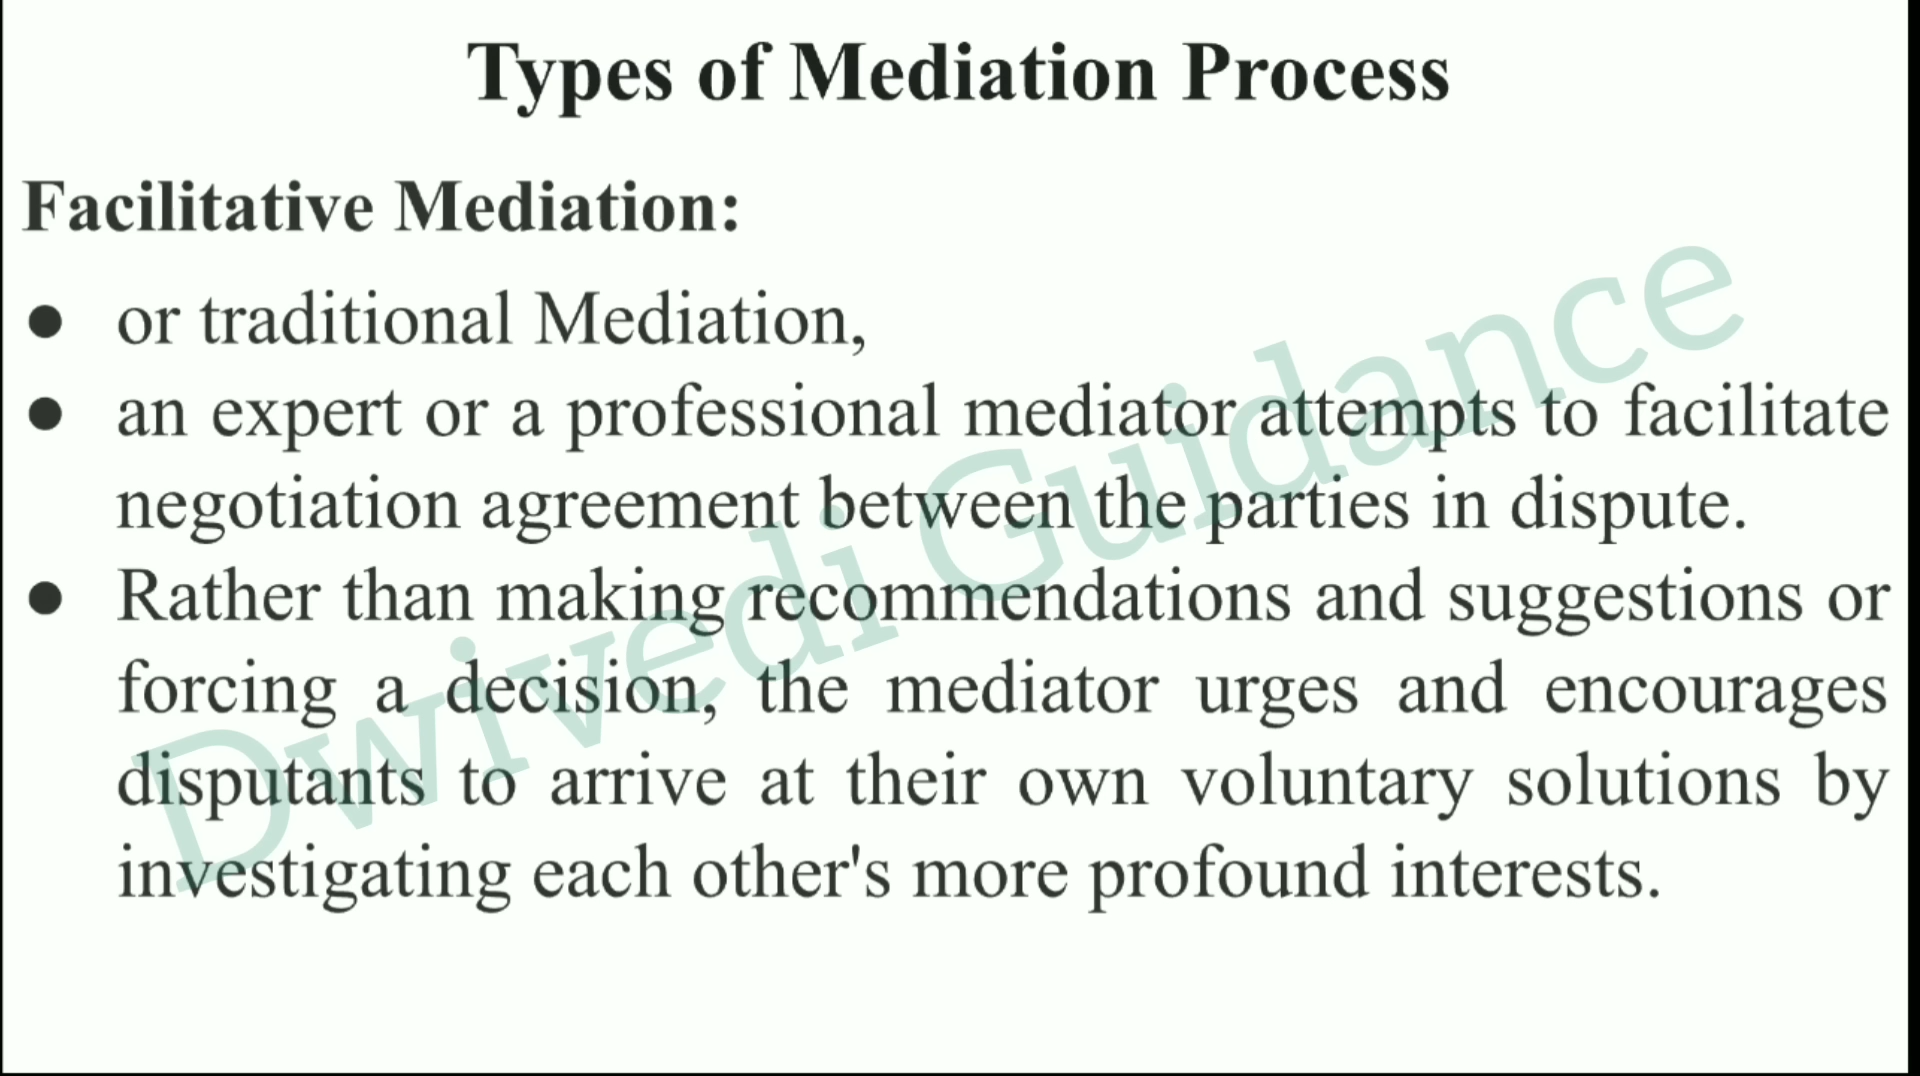 Types of Mediation Process
Facilitative Mediation:
● or traditional Mediation,
● an expert or a professional mediator attempts to facilitate
negotiation agreement between the parties in dispute.
● Rather than making recommendations and suggestions or
forcing a decision, the mediator urges and encourages
disputants to arrive at their own voluntary solutions by
investigating each other's more profound interests.
Dwivedi Guidance